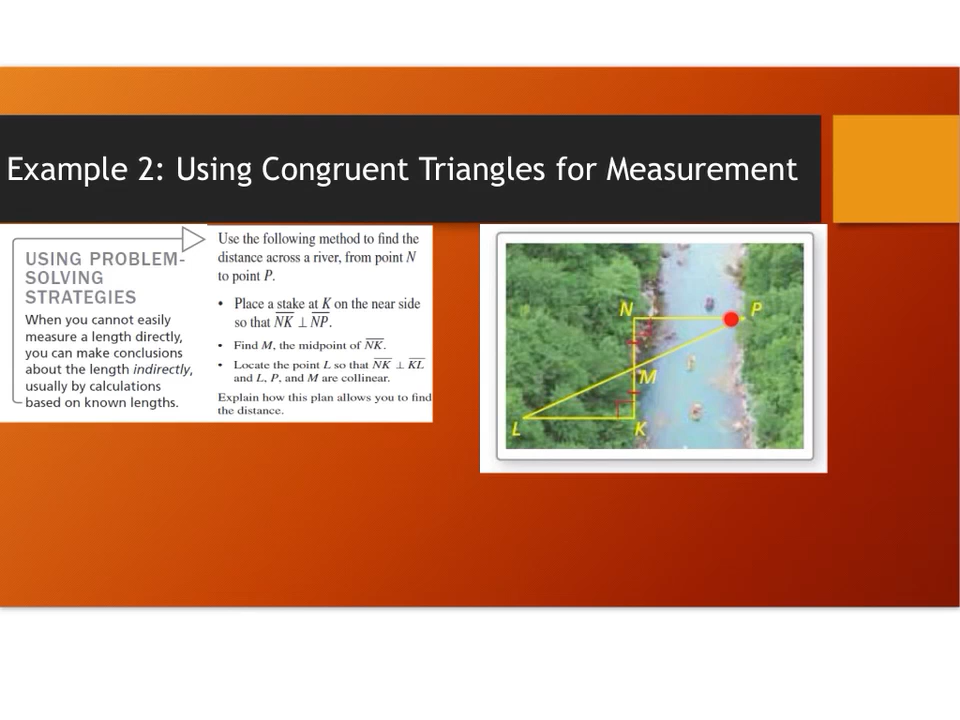 Example 2: Using Congruent Triangles for Measurement
USING PROBLEM-
SOLVING
STRATEGIES
When you cannot easily
measure a length directly,
you can make conclusions
about the length indirectly,
usually by calculations
based on known lengths.
Use the following method to find the
distance across a river, from point N
to point P.
• Place a stake at K on the near side
so that NK ⊥ NP.
• Find M, the midpoint of NK.
• Locate the point L so that NK ⊥ KL
and L, P, and M are collinear.
Explain how this plan allows you to find
the distance.
N P
M
L K